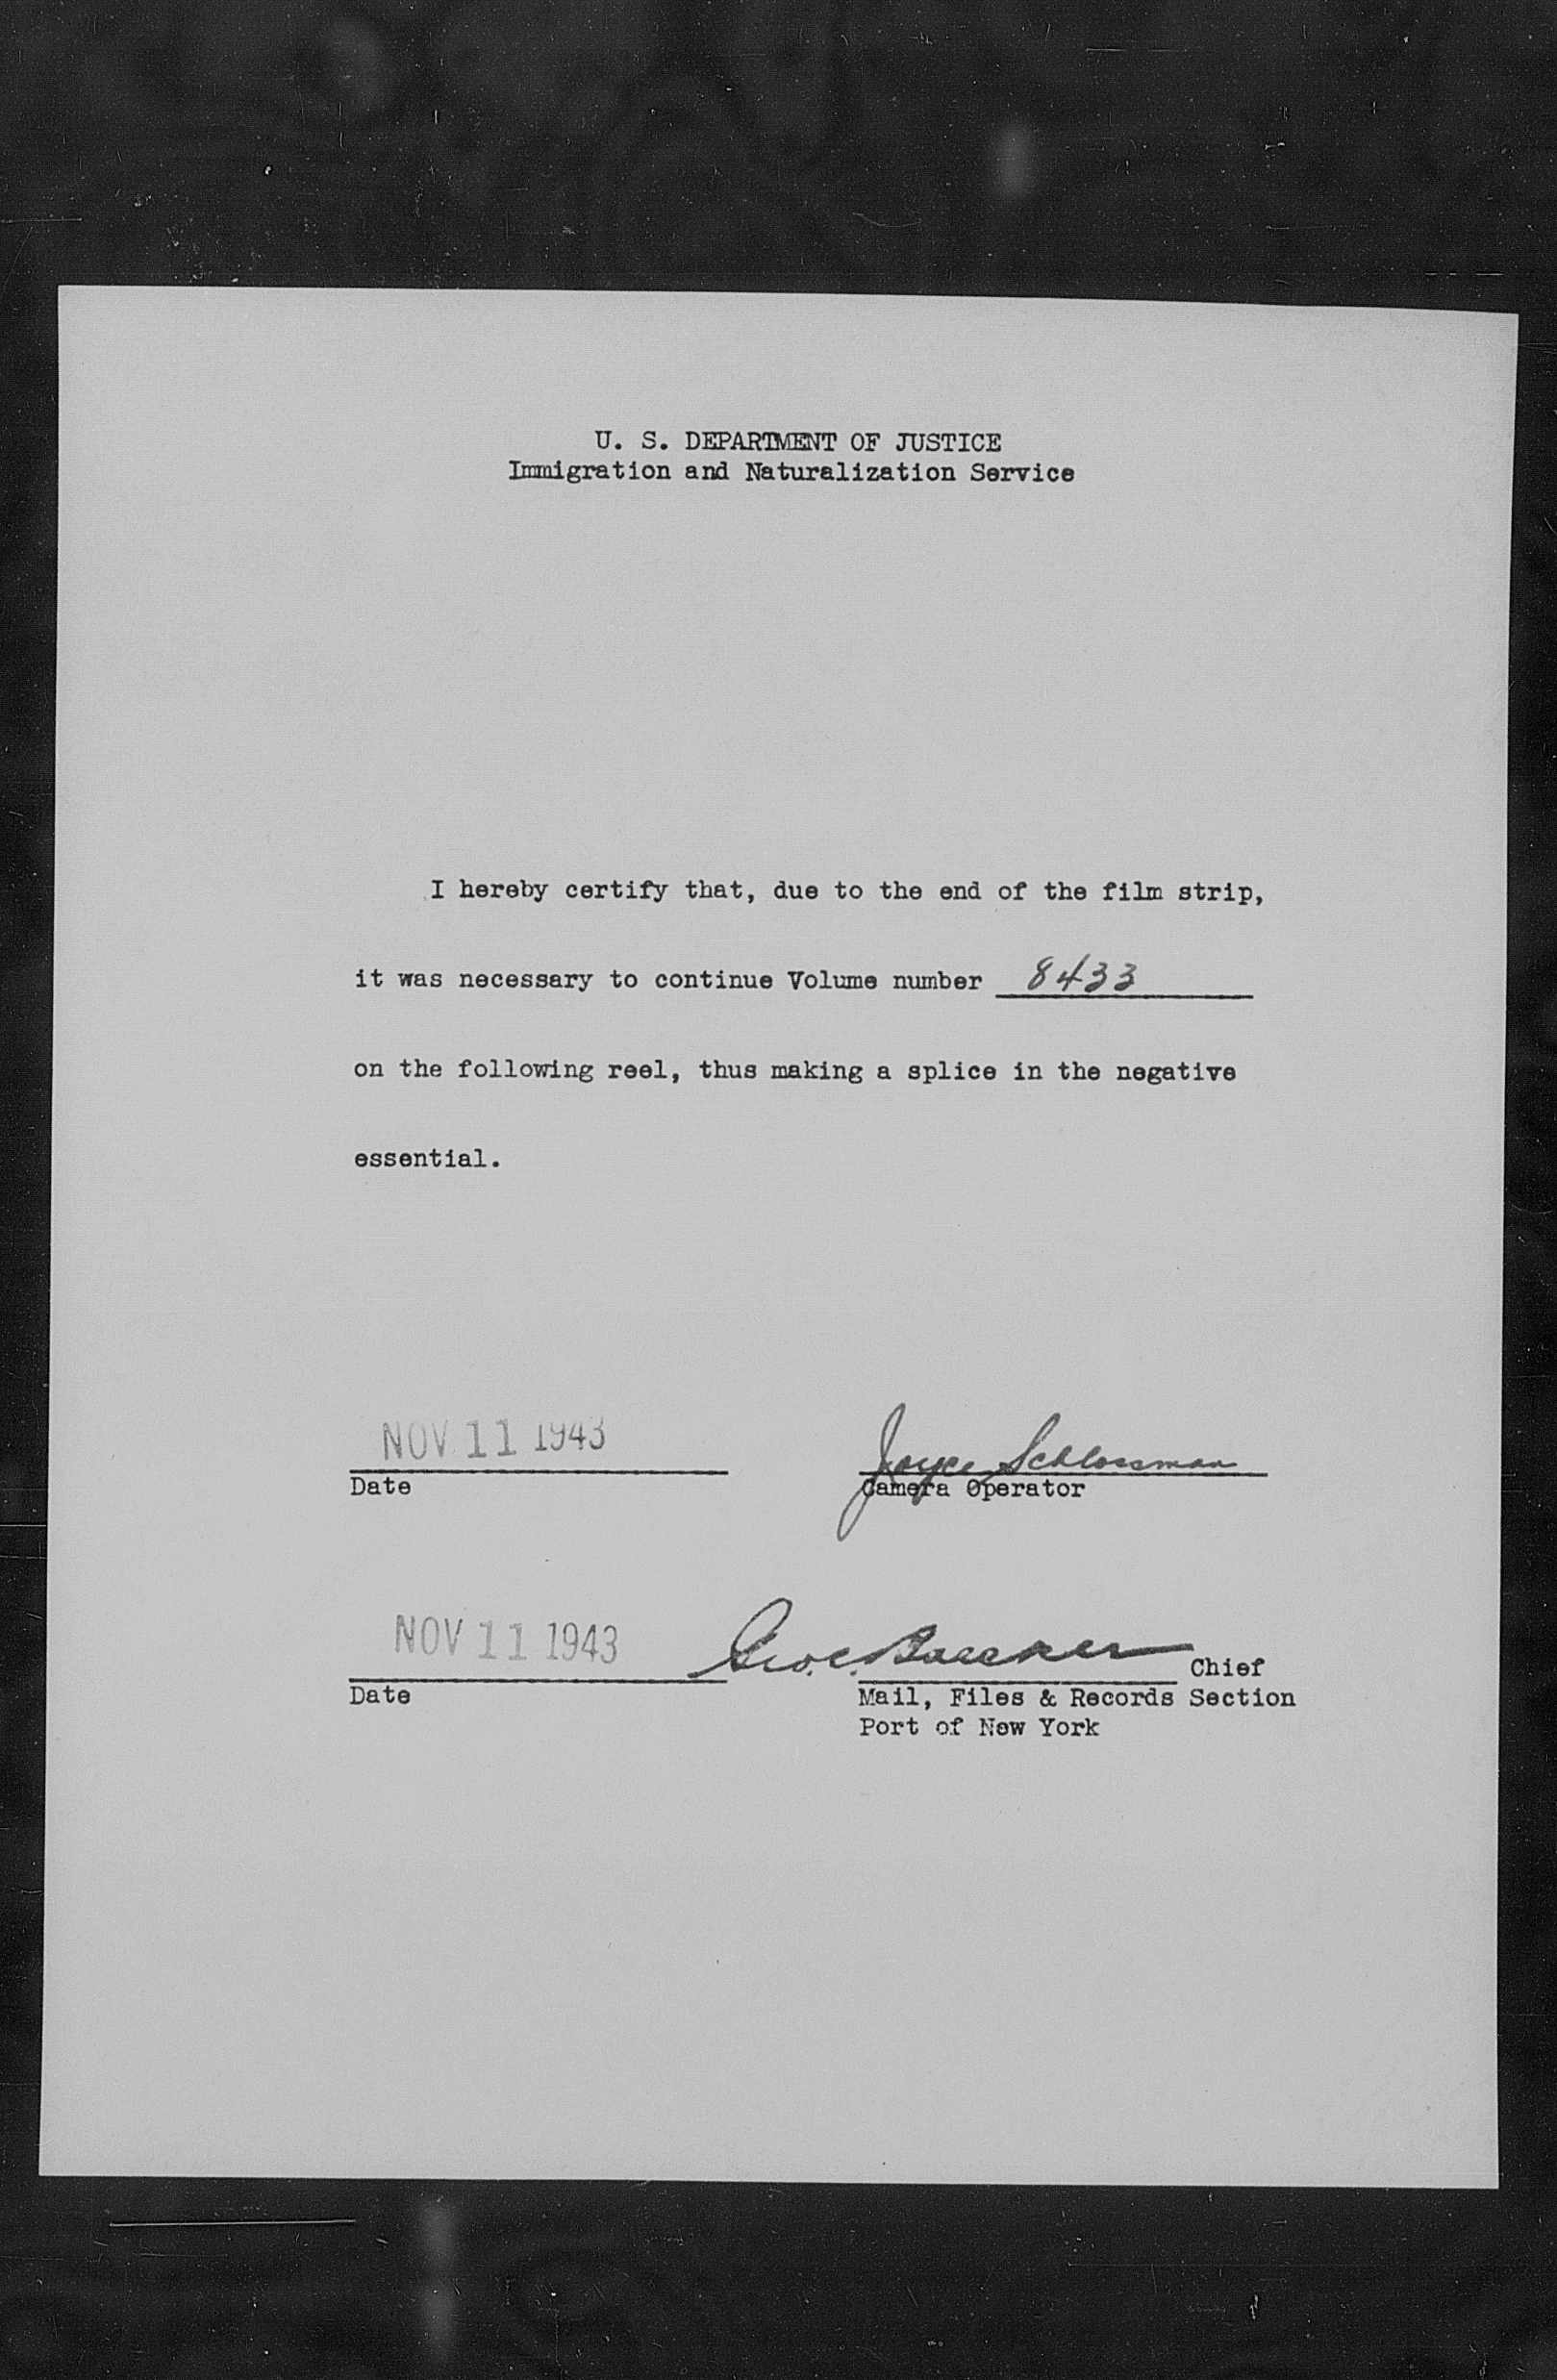 U. S. DEPARTMENT OF JUSTICE
Immigration and Naturalization Service
I hereby certify that, due to the end of the film strip,
it was necessary to continue Volume number 8433
on the following reel, thus making a splice in the negative
essential.
NOV 11 1943 Joyce Schlossman
Date Camera Operator
NOV 11 1943 Chief
Date Mail, Files & Records Section
Port of New York